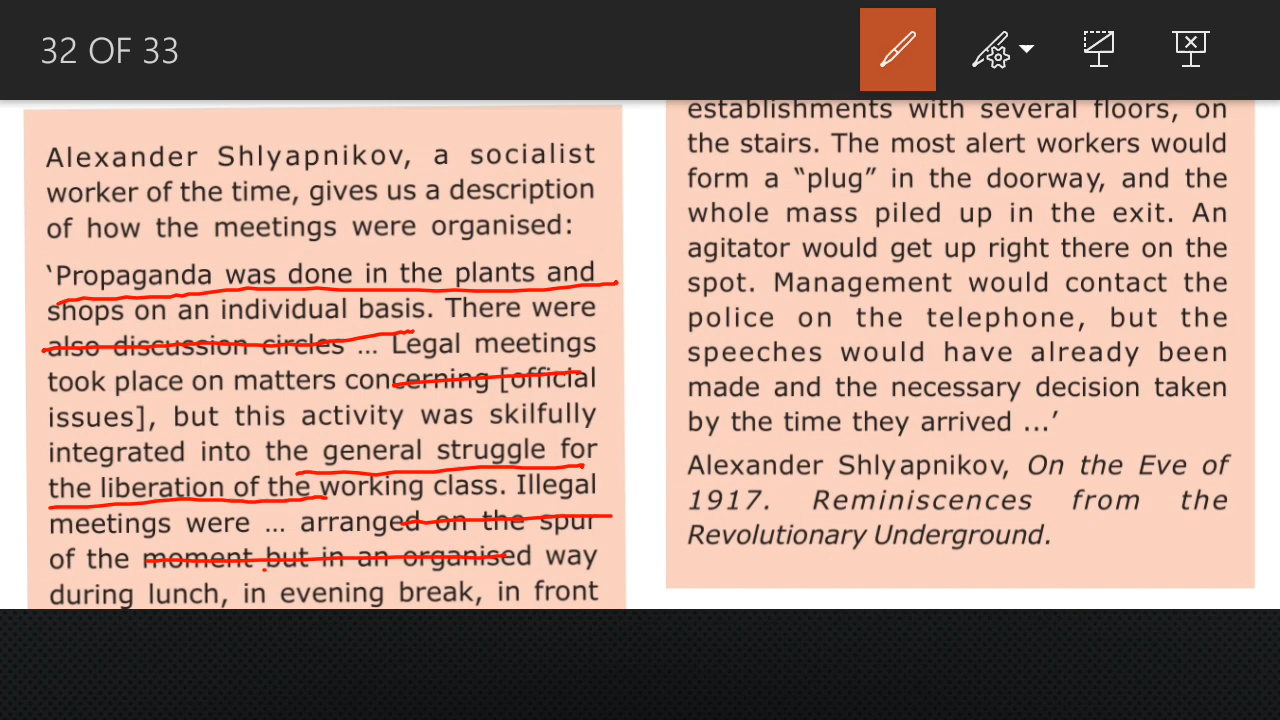 32 OF 33
Alexander Shlyapnikov, a socialist
worker of the time, gives us a description
of how the meetings were organised:
‘Propaganda was done in the plants and
shops on an individual basis. There were
also discussion circles … Legal meetings
took place on matters concerning [official
issues], but this activity was skilfully
integrated into the general struggle for
the liberation of the working class. Illegal
meetings were … arranged on the spur
of the moment but in an organised way
during lunch, in evening break, in front
establishments with several floors, on
the stairs. The most alert workers would
form a “plug” in the doorway, and the
whole mass piled up in the exit. An
agitator would get up right there on the
spot. Management would contact the
police on the telephone, but the
speeches would have already been
made and the necessary decision taken
by the time they arrived …’
Alexander Shlyapnikov, On the Eve of
1917. Reminiscences from the
Revolutionary Underground.